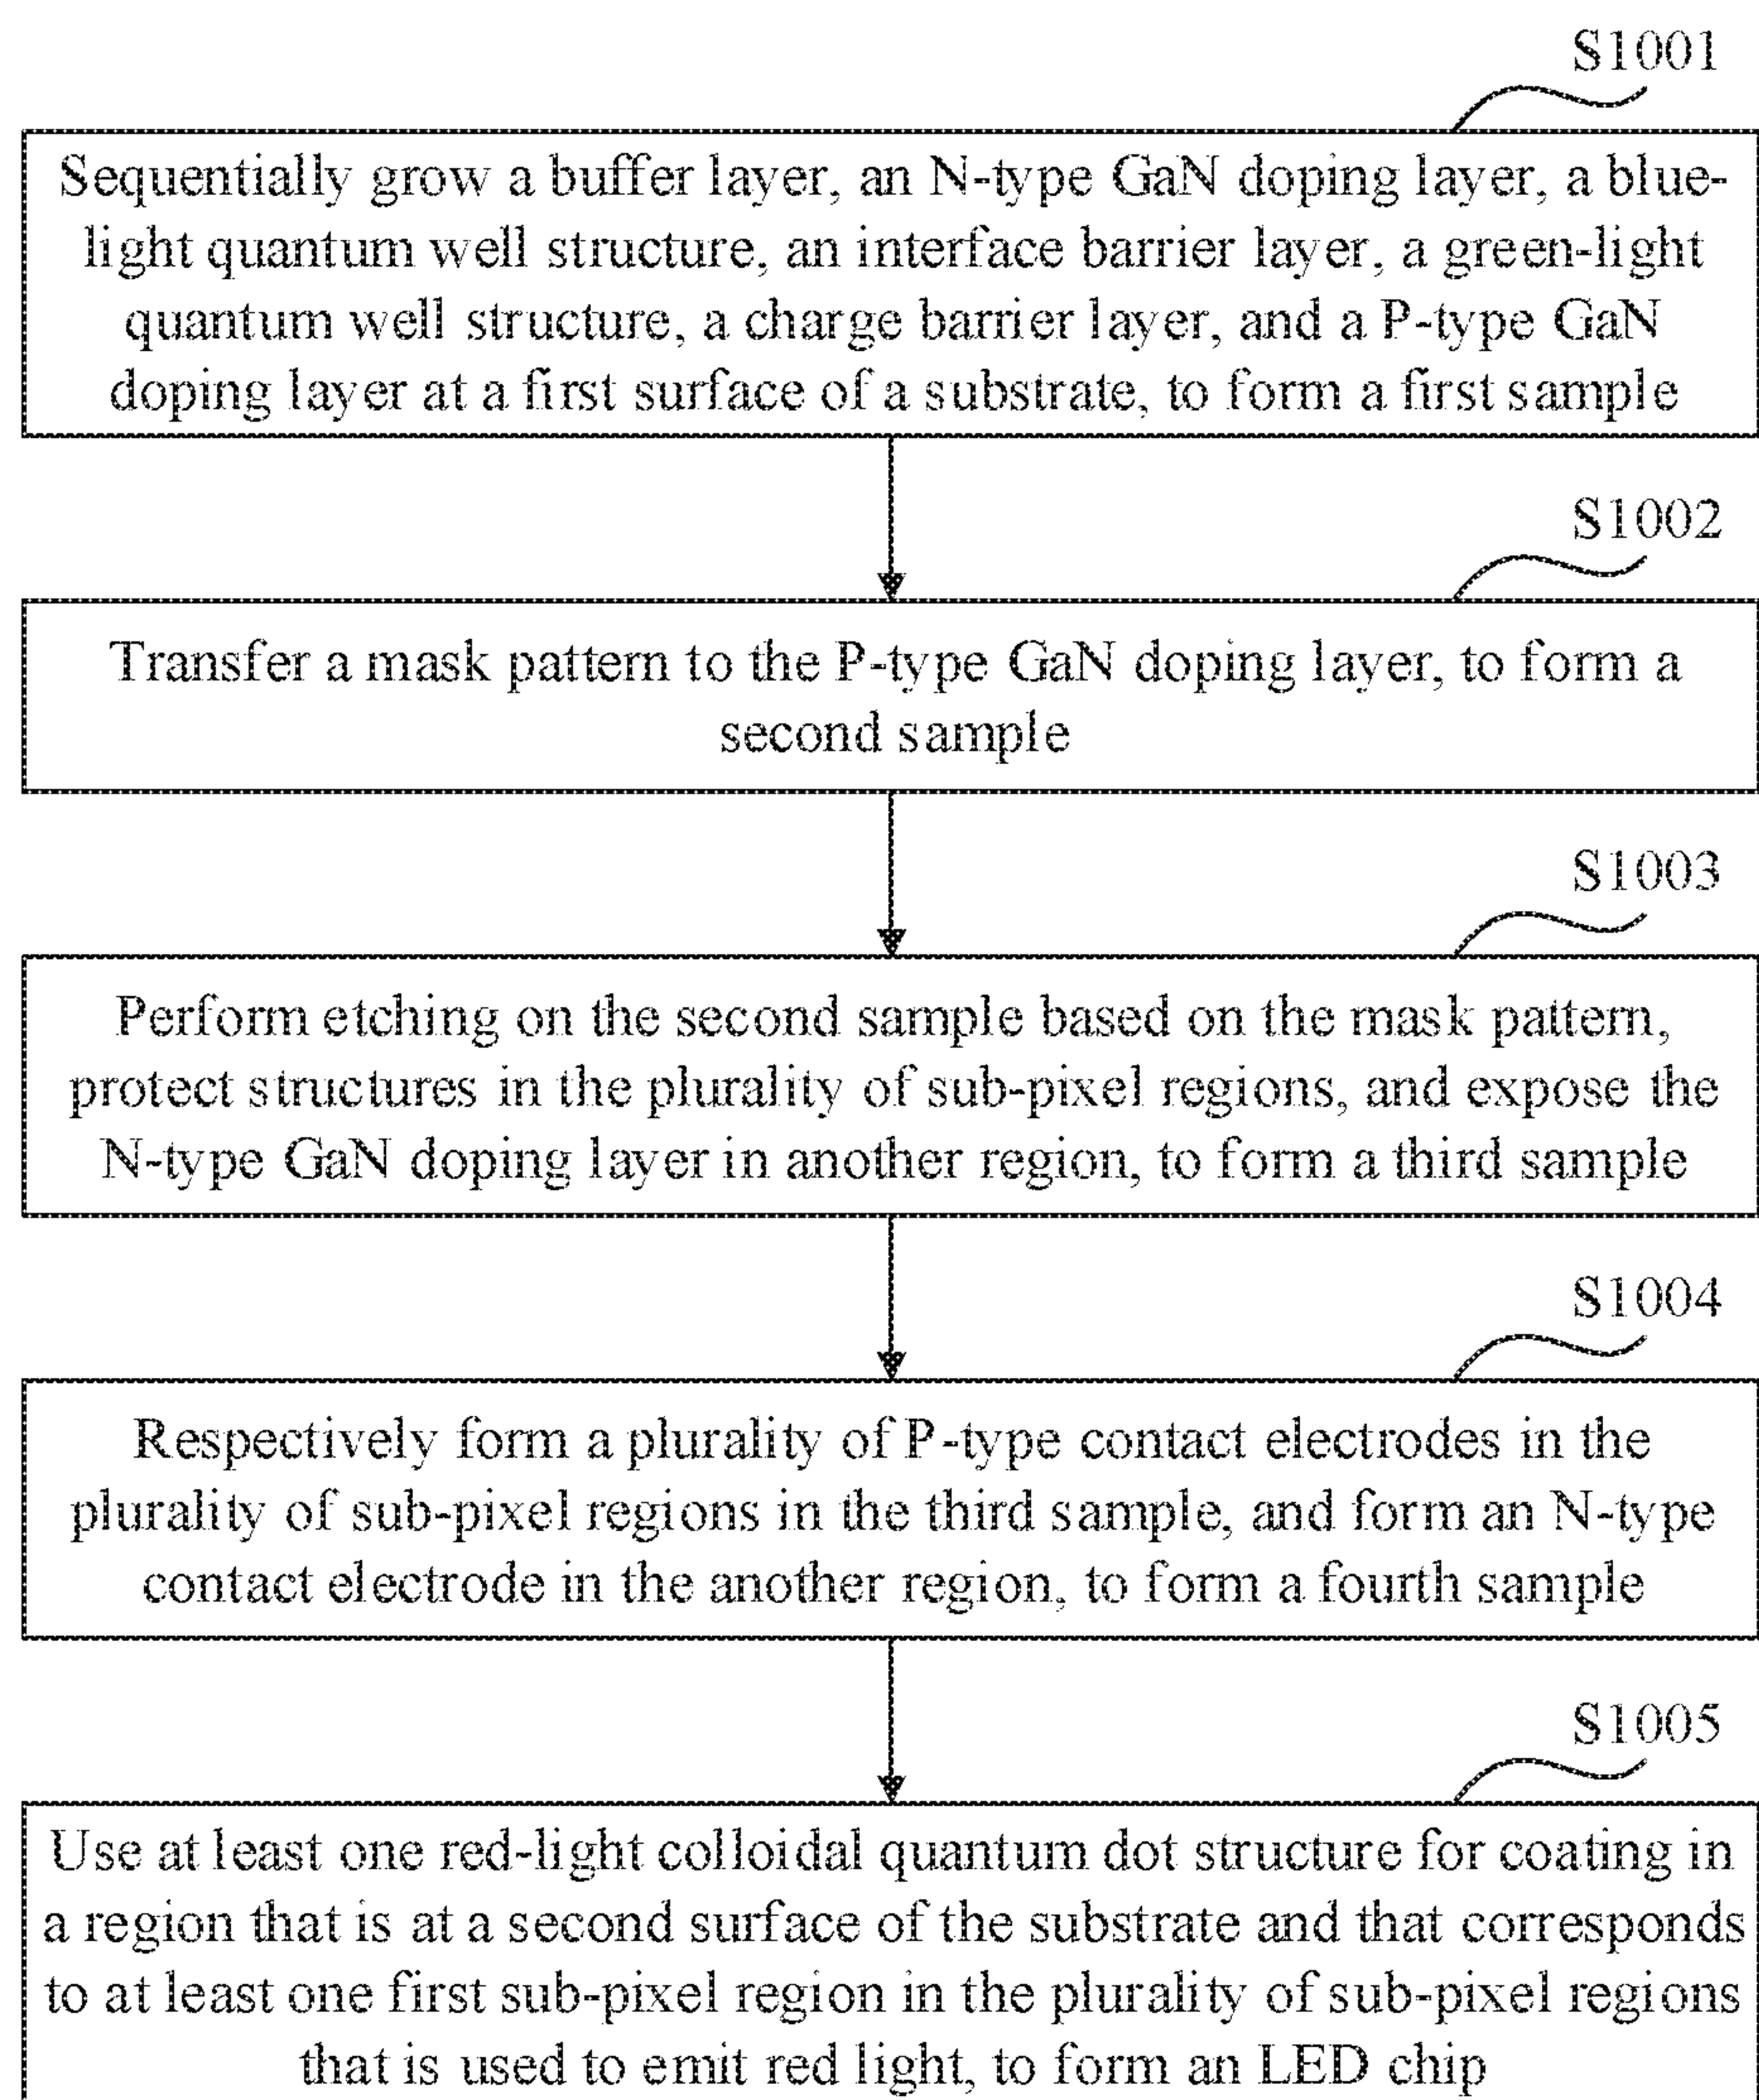 S1001
Sequentially grow a buffer layer, an N-type GaN doping layer, a blue-
light quantum well structure, an interface barrier layer, a green-light
quantum well structure, a charge barrier layer, and a P-type GaN
doping layer at a first surface of a substrate, to form a first sample
S1002
Transfer a mask pattern to the P-type GaN doping layer, to form a
second sample
S1003
Perform etching on the second sample based on the mask pattern,
protect structures in the plurality of sub-pixel regions, and expose the
N-type GaN doping layer in another region, to form a third sample
S1004
Respectively form a plurality of P-type contact electrodes in the
plurality of sub-pixel regions in the third sample, and form an N-type
contact electrode in the another region, to form a fourth sample
S1005
Use at least one red-light colloidal quantum dot structure for coating in
a region that is at a second surface of the substrate and that corresponds
to at least one first sub-pixel region in the plurality of sub-pixel regions
that is used to emit red light, to form an LED chip